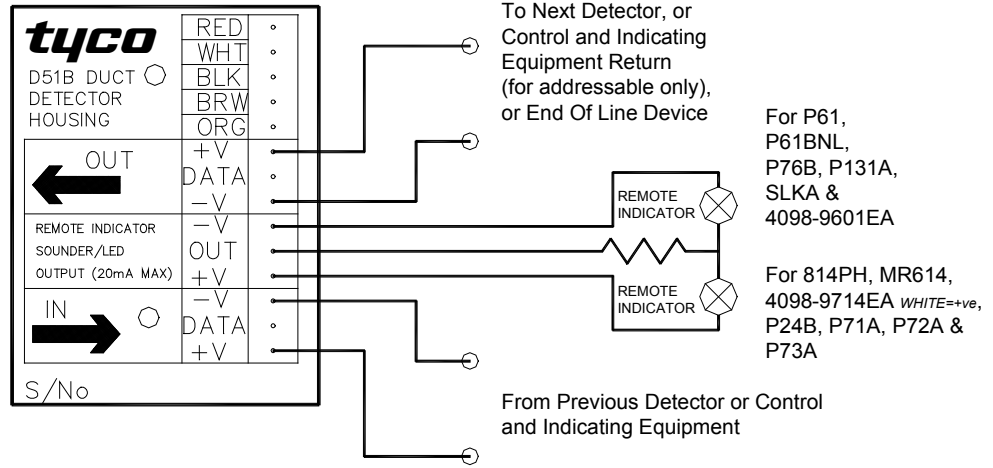 tyco
D51B DUCT
DETECTOR
HOUSING
RED
WHT
BLK
BRW
ORG
OUT
+V
DATA
−V
REMOTE INDICATOR
SOUNDER/LED
OUTPUT (20mA MAX)
−V
OUT
+V
IN
−V
DATA
+V
S/No
To Next Detector, or
Control and Indicating
Equipment Return
(for addressable only),
or End Of Line Device
REMOTE
INDICATOR
For P61,
P61BNL,
P76B, P131A,
SLKA &
4098-9601EA
REMOTE
INDICATOR
For 814PH, MR614,
4098-9714EA WHITE=+ve,
P24B, P71A, P72A &
P73A
From Previous Detector or Control
and Indicating Equipment